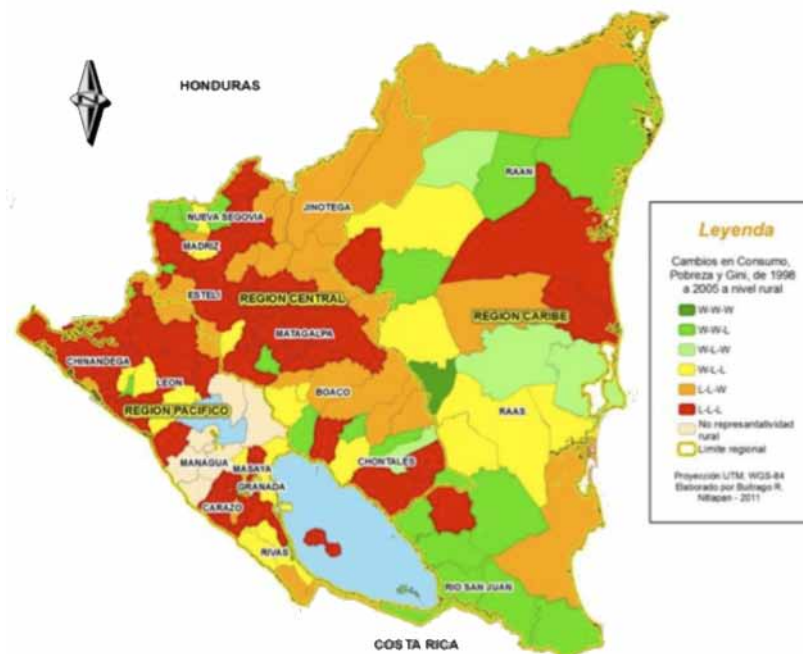 HONDURAS
RAAN
JINOTEGA
NUEVA SEGOVIA
MADRIZ
ESTELI
REGION CENTRAL
REGION CARIBE
MATAGALPA
CHINANDEGA
LEON
BOACO
REGION PACIFICO
RAAS
MANAGUA
MASAYA
CHONTALES
GRANADA
CARAZO
RIVAS
RIO SAN JUAN
COSTA RICA
Leyenda
Cambios en Consumo,
Pobreza y Gini, de 1998
a 2005 a nivel rural
W-W-W
W-W-L
W-L-W
W-L-L
L-L-W
L-L-L
No representatividad
rural
Limite regional
Proyección UTM, WGS-84
Elaborado por Buitrago R.
Nitlapan - 2011